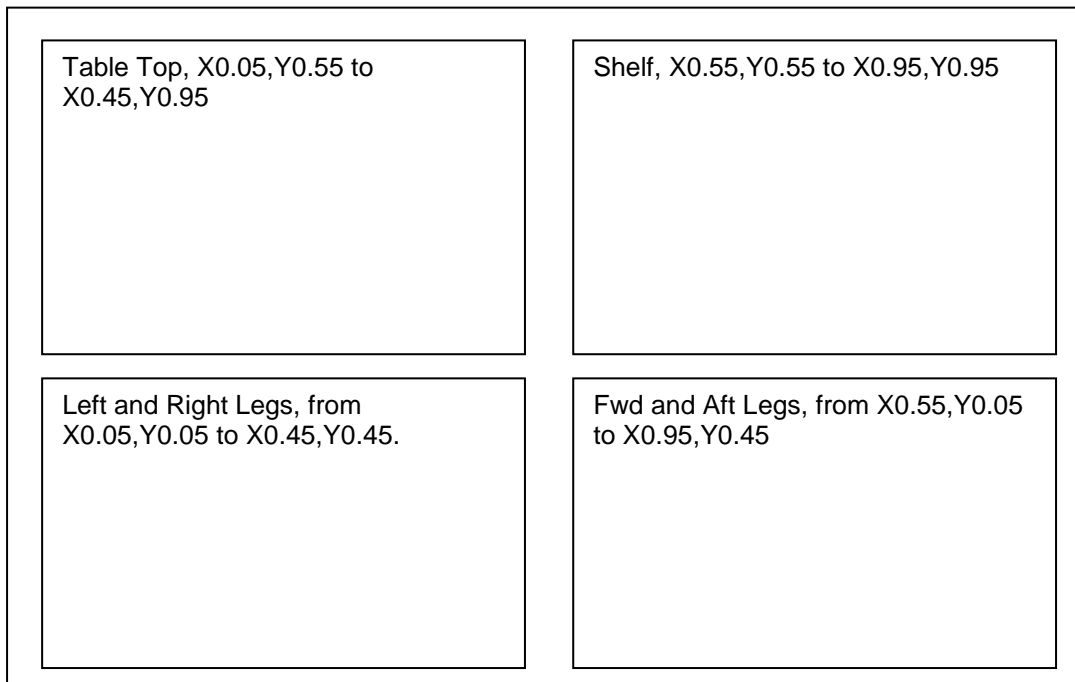 Table Top, X0.05,Y0.55 to
X0.45,Y0.95
Shelf, X0.55,Y0.55 to X0.95,Y0.95
Left and Right Legs, from
X0.05,Y0.05 to X0.45,Y0.45.
Fwd and Aft Legs, from X0.55,Y0.05
to X0.95,Y0.45